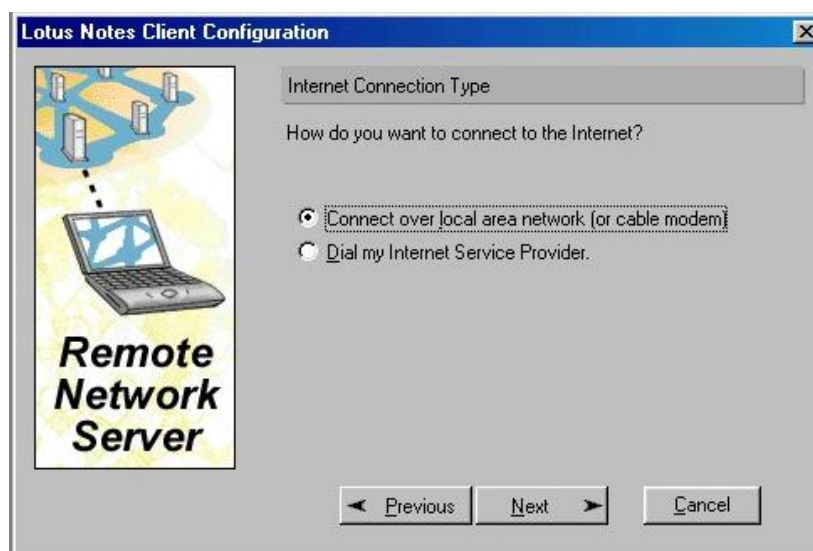 Lotus Notes Client Configuration
Internet Connection Type
How do you want to connect to the Internet?
Connect over local area network (or cable modem)
Dial my Internet Service Provider.
Remote
Network
Server
Previous
Next
Cancel